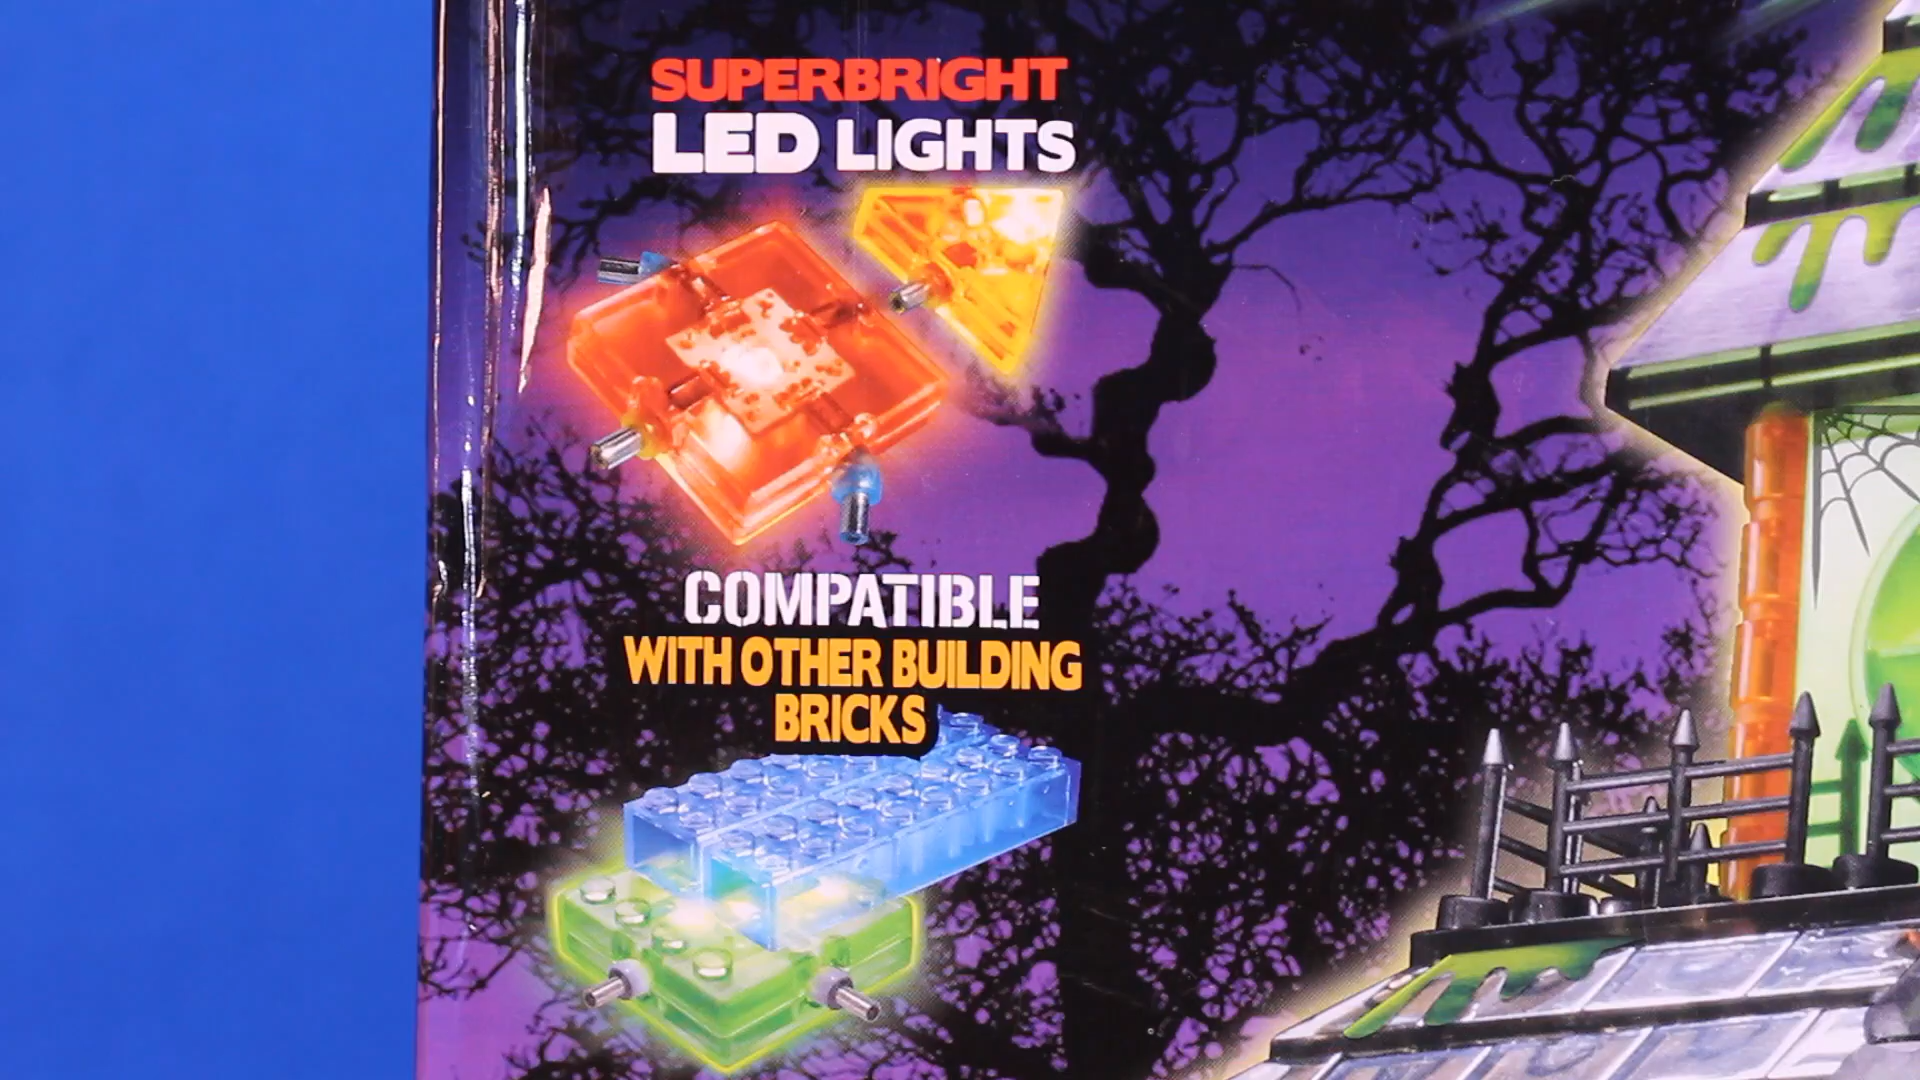 SUPERBRIGHT
LED LIGHTS
COMPATIBLE
WITH OTHER BUILDING
BRICKS